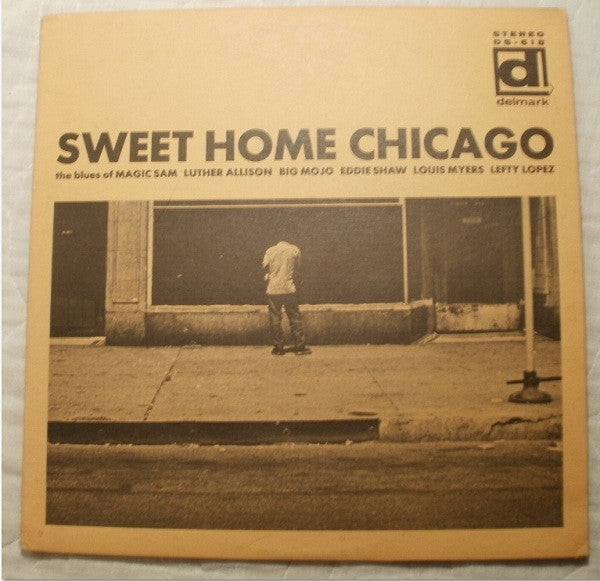 STEREO
DS-618
d
delmark
SWEET HOME CHICAGO
the blues of MAGIC SAM LUTHER ALLISON BIG MOJO EDDIE SHAW LOUIS MYERS LEFTY LOPEZ